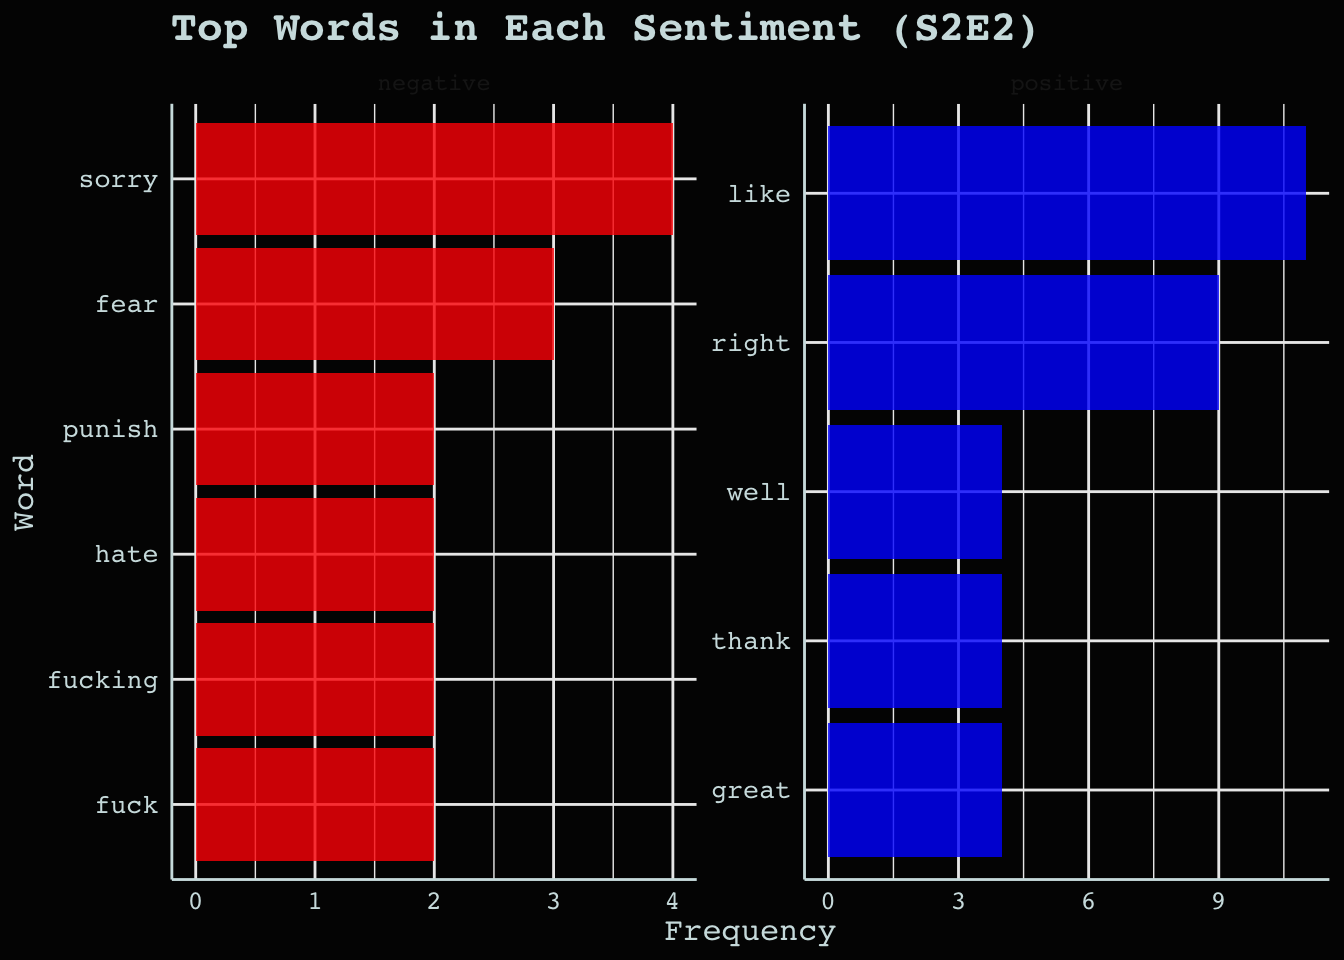 Top Words in Each Sentiment (S2E2)
negative
positive
Word
sorry
fear
punish
hate
fucking
fuck
0 1 2 3 4
like
right
well
thank
great
0 3 6 9
Frequency